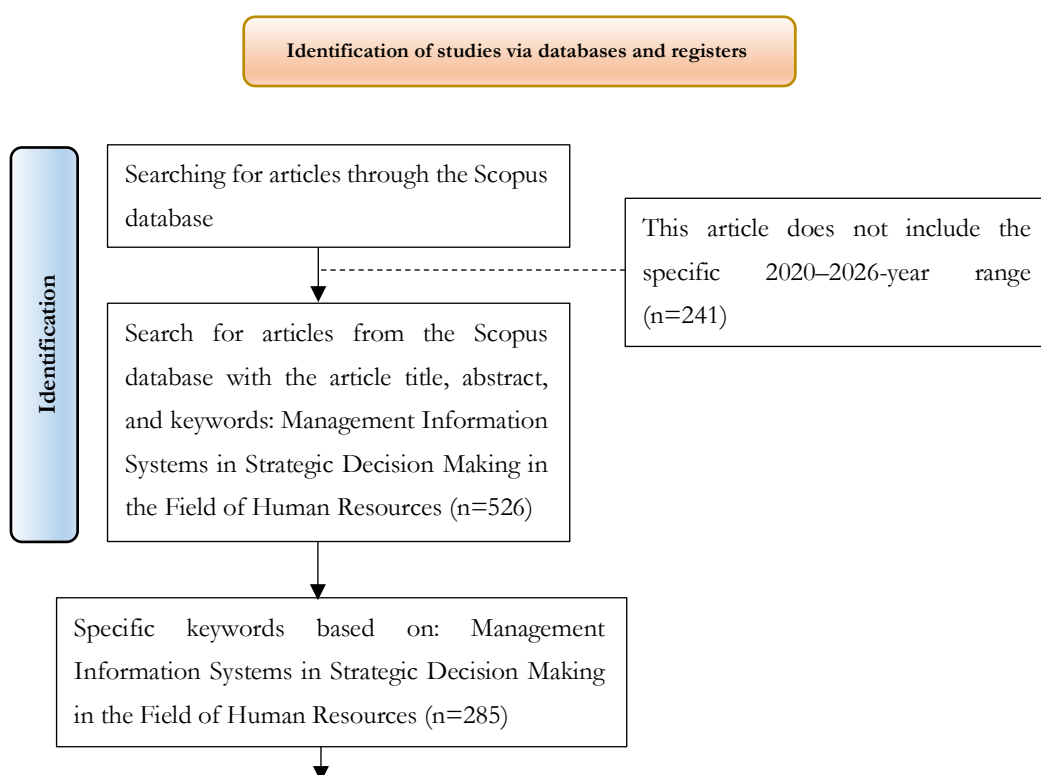 Identification of studies via databases and registers
Identification
Searching for articles through the Scopus
database
This article does not include the
specific 2020–2026-year range
(n=241)
Search for articles from the Scopus
database with the article title, abstract,
and keywords: Management Information
Systems in Strategic Decision Making in
the Field of Human Resources (n=526)
Specific keywords based on: Management
Information Systems in Strategic Decision Making
in the Field of Human Resources (n=285)